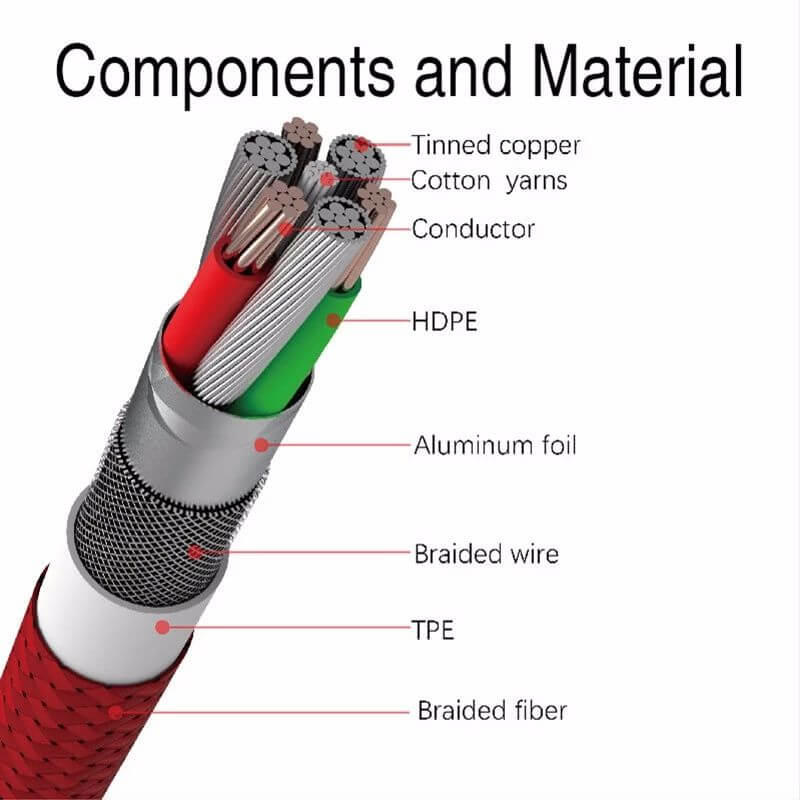 Components and Material
Tinned copper
Cotton yarns
Conductor
HDPE
Aluminum foil
Braided wire
TPE
Braided fiber